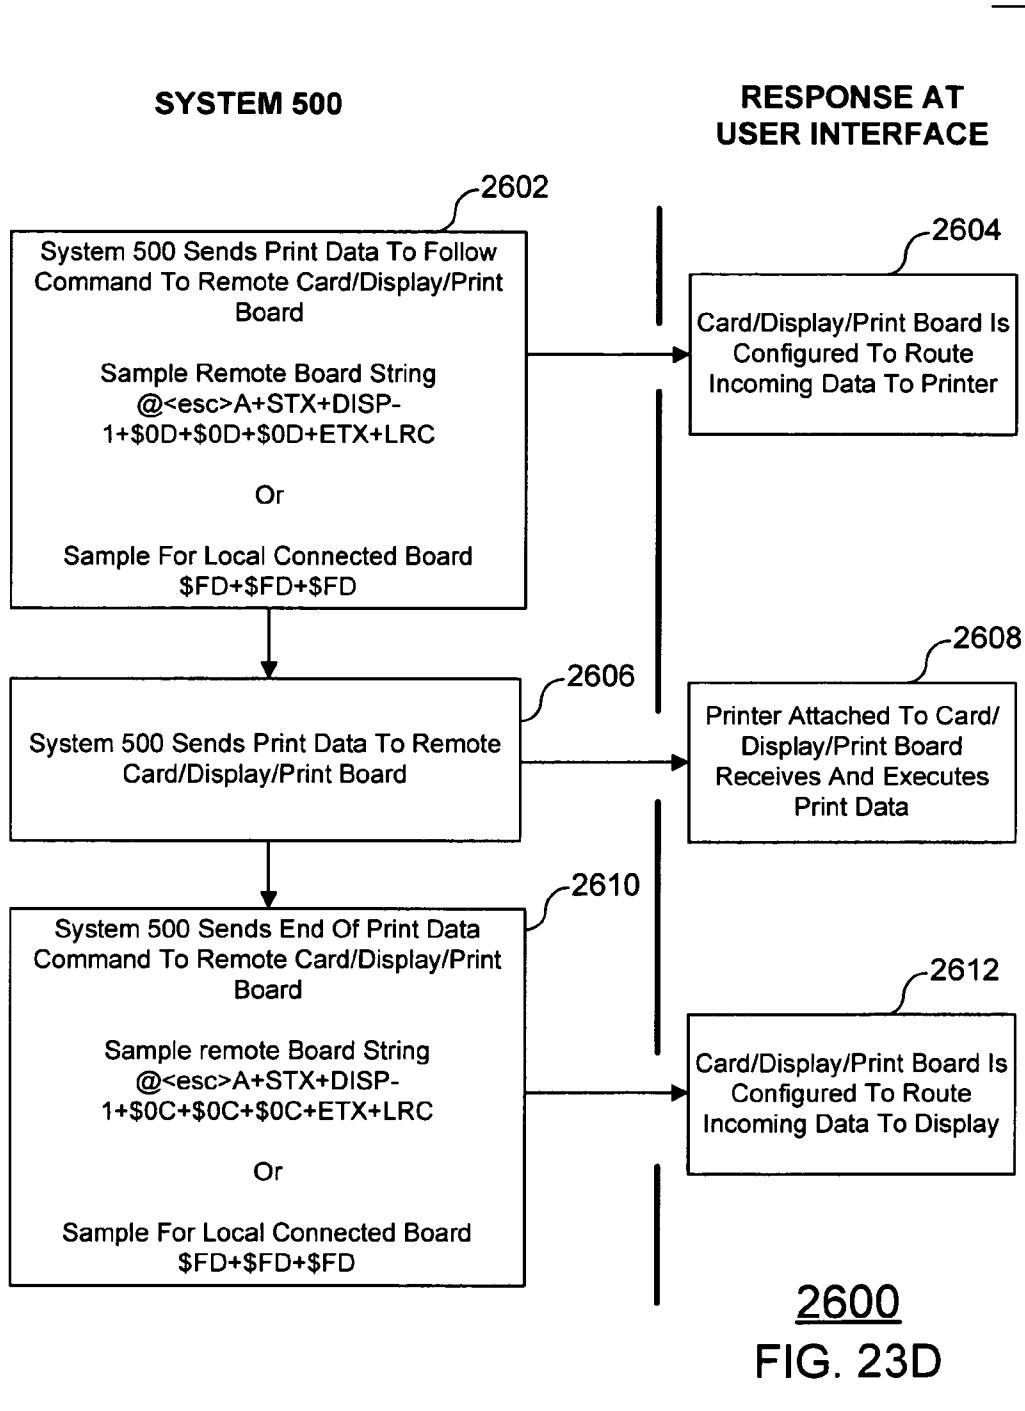 SYSTEM 500
RESPONSE AT
USER INTERFACE
2602
System 500 Sends Print Data To Follow
Command To Remote Card/Display/Print
Board
Sample Remote Board String
@<esc>A+STX+DISP-
1+$0D+$0D+$0D+ETX+LRC
Or
Sample For Local Connected Board
$FD+$FD+$FD
2604
Card/Display/Print Board Is
Configured To Route
Incoming Data To Printer
2606
System 500 Sends Print Data To Remote
Card/Display/Print Board
2608
Printer Attached To Card/
Display/Print Board
Receives And Executes
Print Data
2610
System 500 Sends End Of Print Data
Command To Remote Card/Display/Print
Board
Sample remote Board String
@<esc>A+STX+DISP-
1+$0C+$0C+$0C+ETX+LRC
Or
Sample For Local Connected Board
$FD+$FD+$FD
2612
Card/Display/Print Board Is
Configured To Route
Incoming Data To Display
2600
FIG. 23D